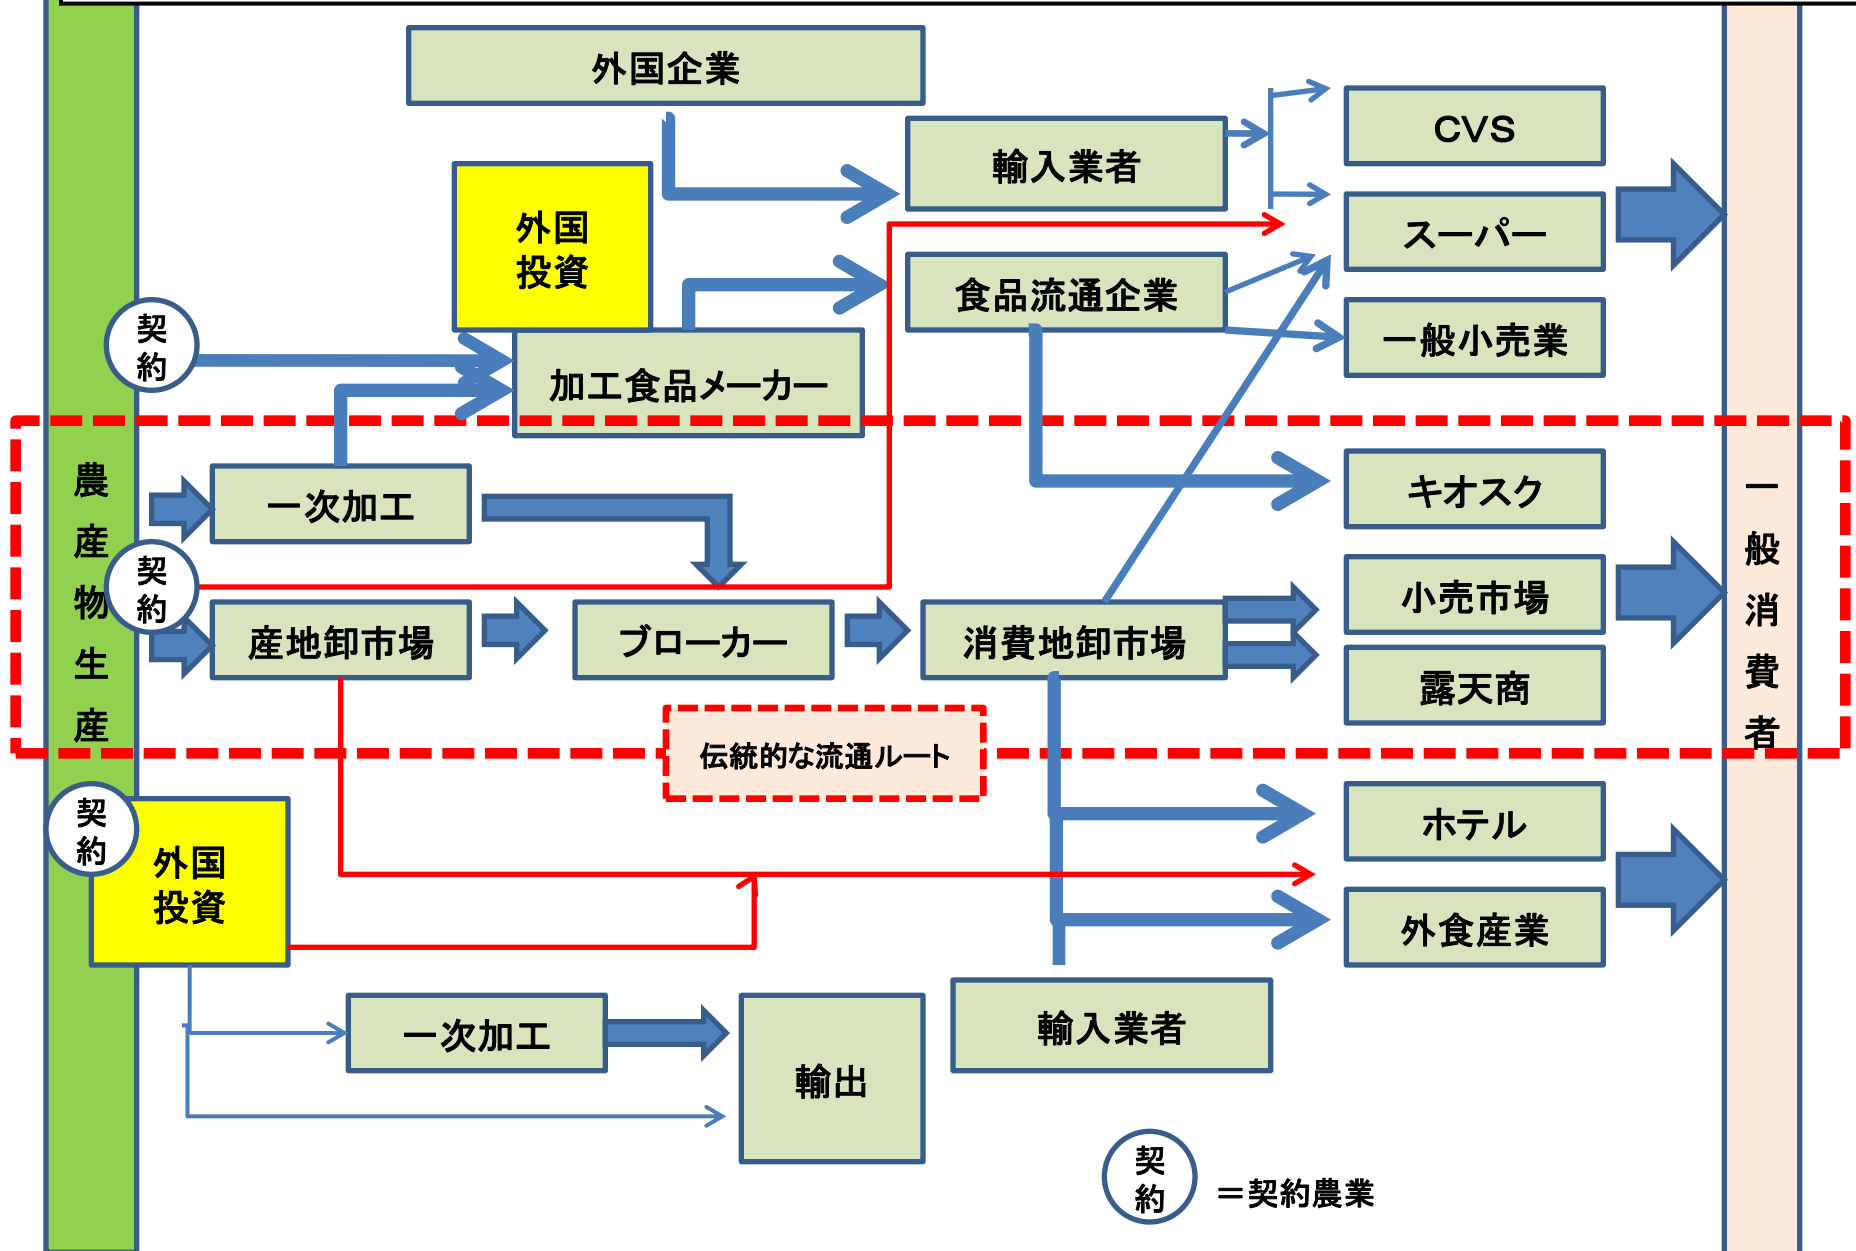 外国企業
輸入業者
CVS
外国
投資
スーパー
食品流通企業
一般小売業
契
約
加工食品メーカー
農産物生産
一般消費者
一次加工
キオスク
契
約
産地卸市場
ブローカー
消費地卸市場
小売市場
露天商
伝統的な流通ルート
契
約
外国
投資
ホテル
外食産業
一次加工
輸出
輸入業者
契
約
＝契約農業